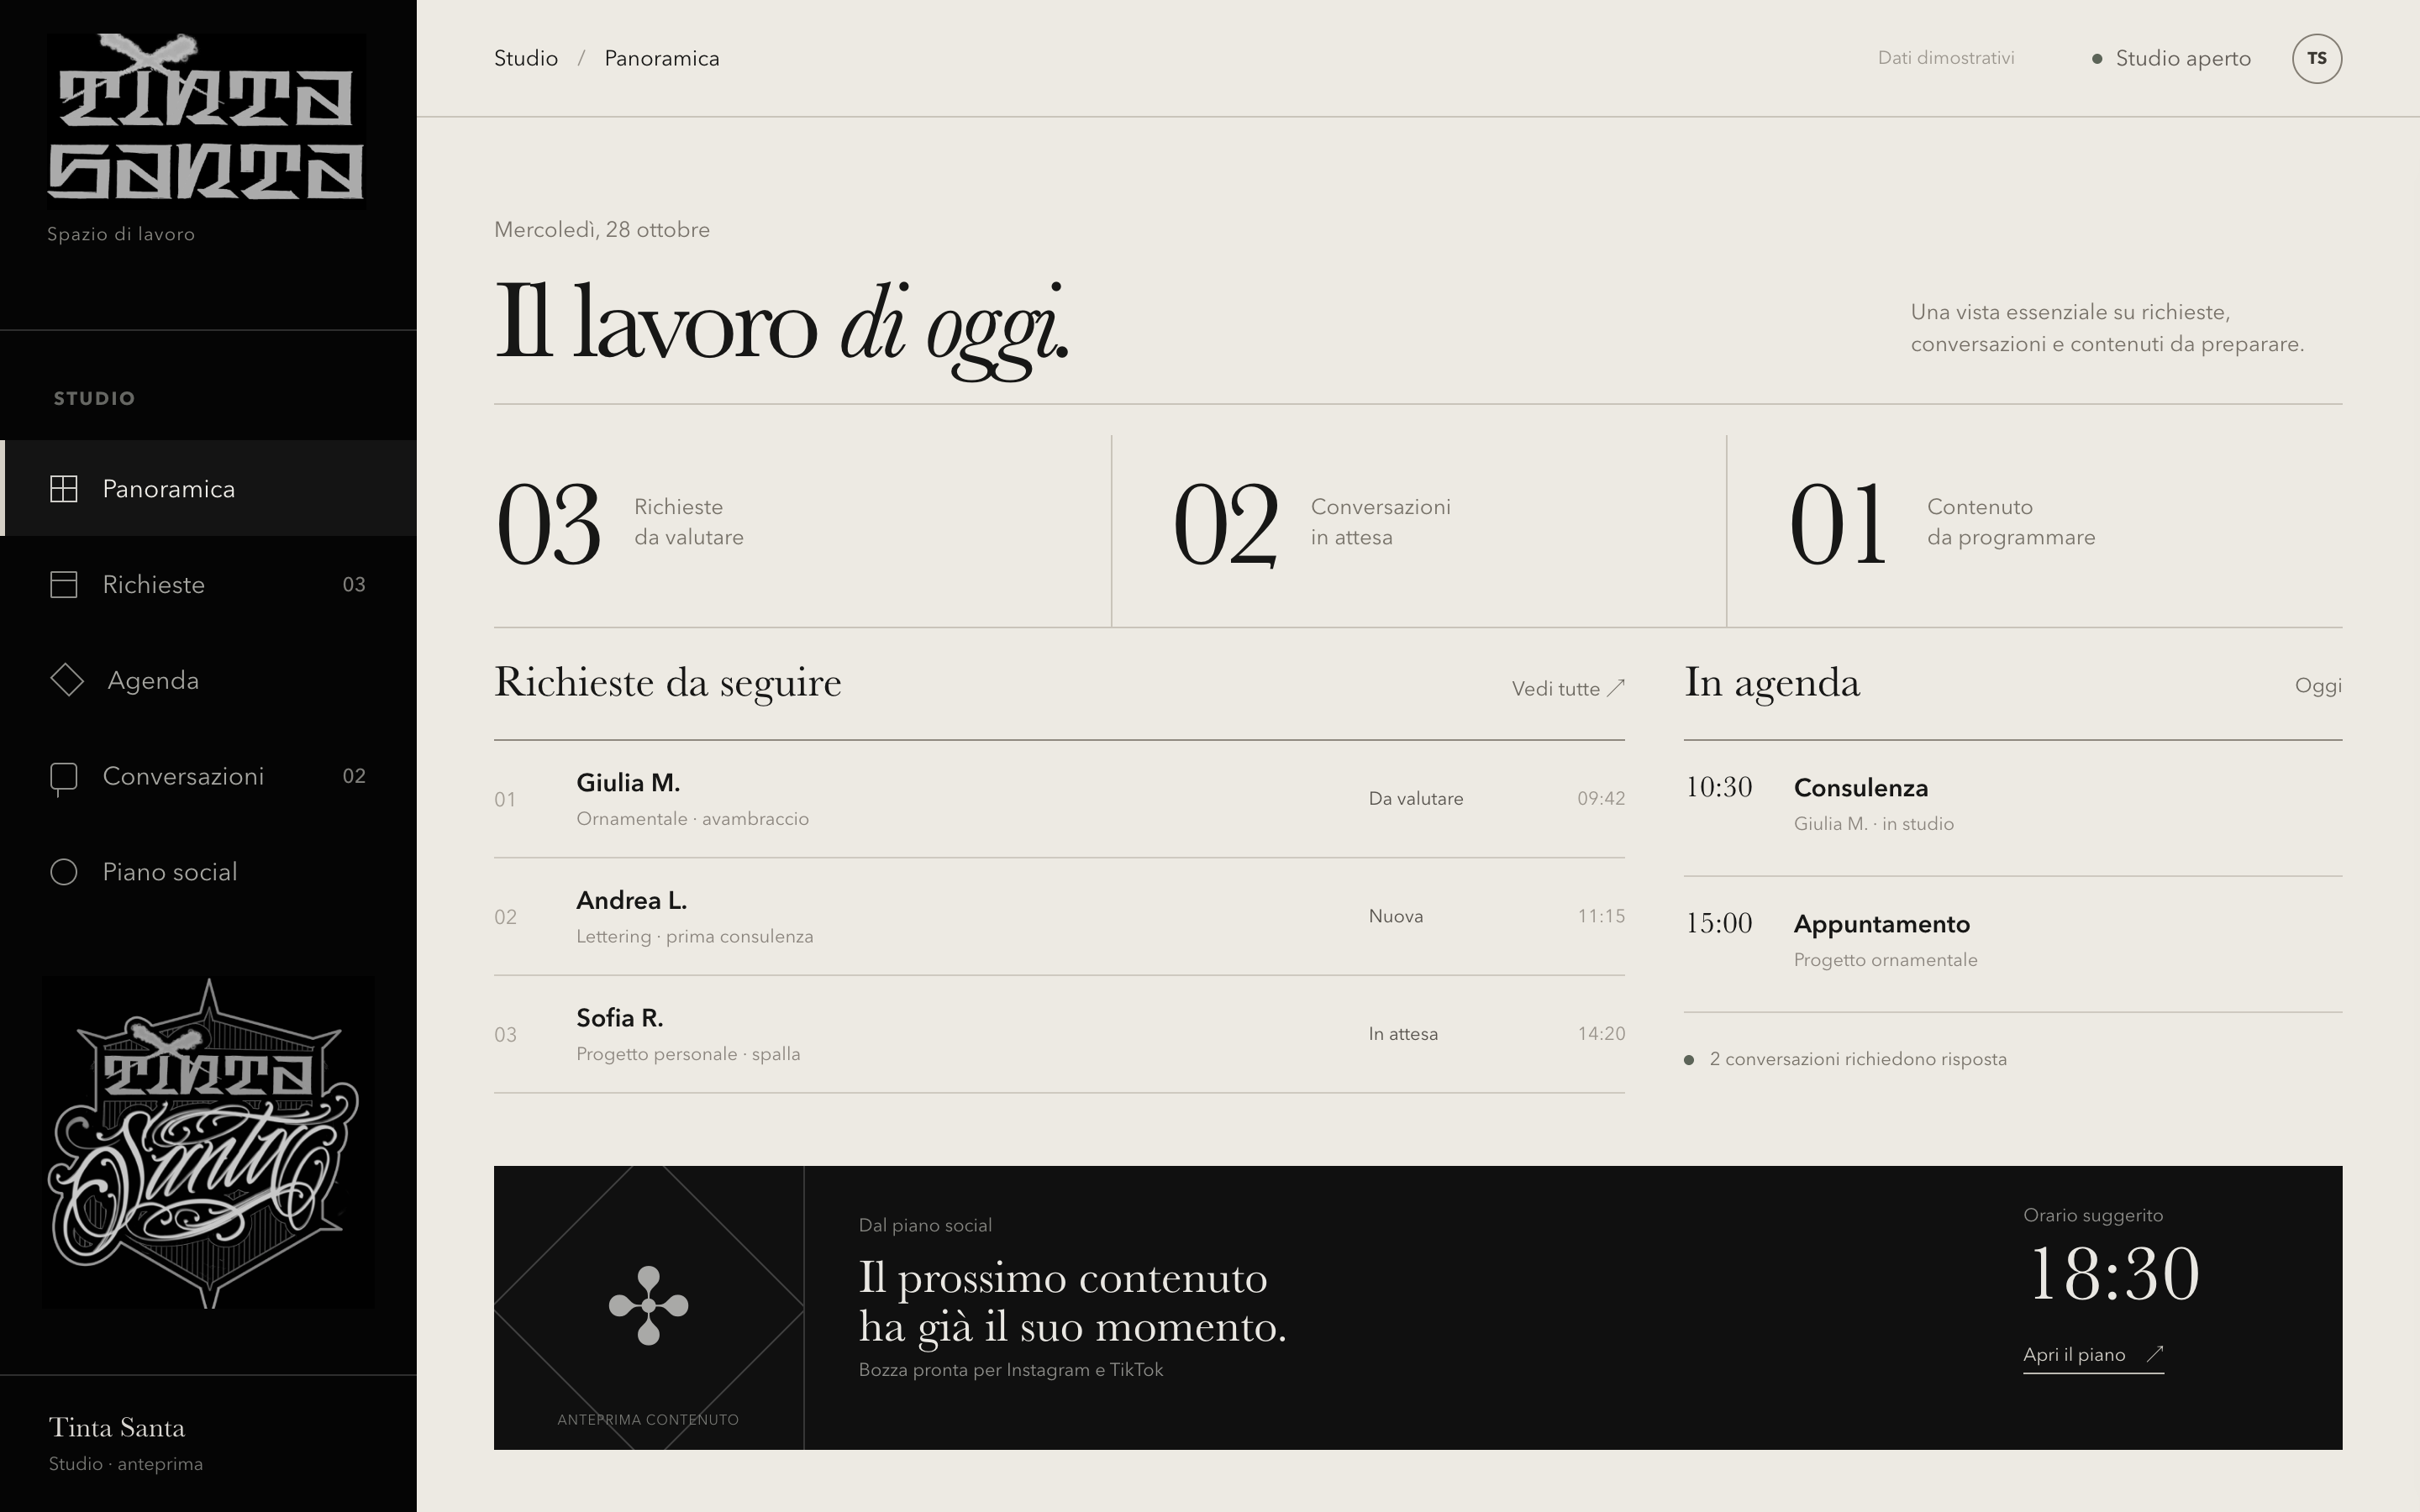 TINTA
SANTA
Spazio di lavoro
STUDIO
Panoramica
Richieste 03
Agenda
Conversazioni 02
Piano social
TINTA
Santa
Tinta Santa
Studio · anteprima
Studio / Panoramica
Dati dimostrativi
Studio aperto
TS
Mercoledì, 28 ottobre
Il lavoro di oggi.
Una vista essenziale su richieste,
conversazioni e contenuti da preparare.
03
Richieste
da valutare
02
Conversazioni
in attesa
01
Contenuto
da programmare
Richieste da seguire
Vedi tutte ↗
01
Giulia M.
Ornamentale · avambraccio
Da valutare
09:42
02
Andrea L.
Lettering · prima consulenza
Nuova
11:15
03
Sofia R.
Progetto personale · spalla
In attesa
14:20
In agenda
Oggi
10:30
Consulenza
Giulia M. · in studio
15:00
Appuntamento
Progetto ornamentale
2 conversazioni richiedono risposta
ANTEPRIMA CONTENUTO
Dal piano social
Il prossimo contenuto
ha già il suo momento.
Bozza pronta per Instagram e TikTok
Orario suggerito
18:30
Apri il piano ↗